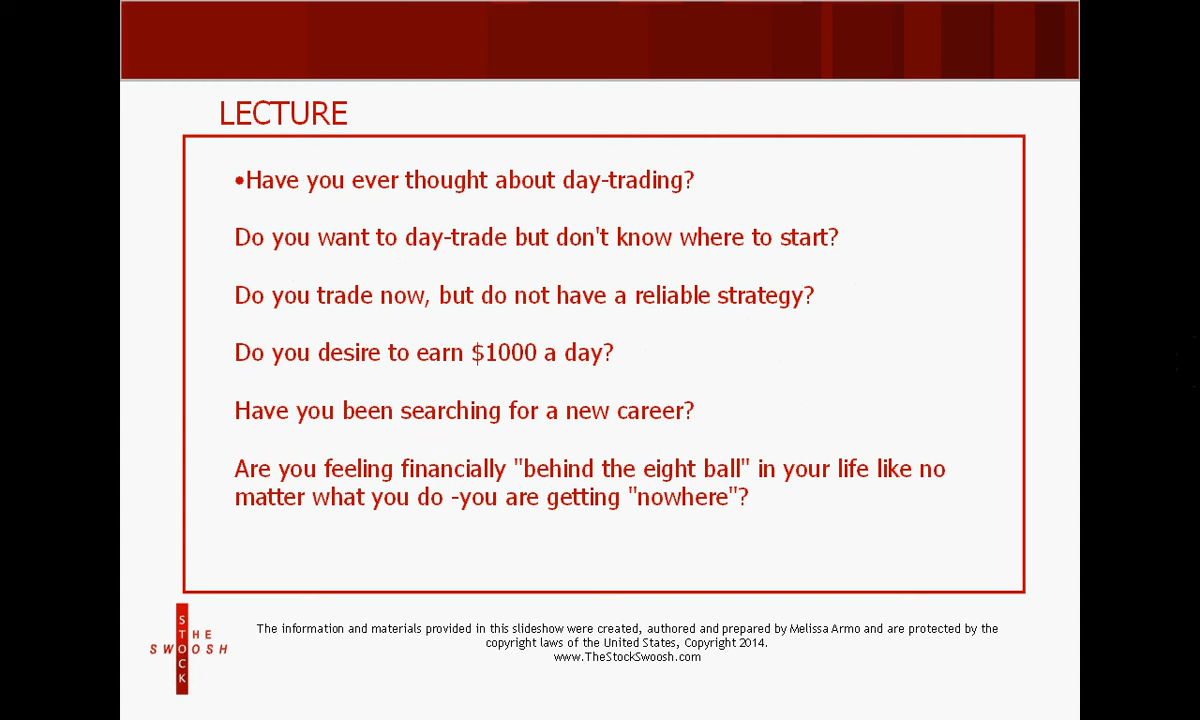 LECTURE
•Have you ever thought about day-trading?
Do you want to day-trade but don't know where to start?
Do you trade now, but do not have a reliable strategy?
Do you desire to earn $1000 a day?
Have you been searching for a new career?
Are you feeling financially "behind the eight ball" in your life like no
matter what you do -you are getting "nowhere"?
THE
STOCK
SWOOSH
The information and materials provided in this slideshow were created, authored and prepared by Melissa Armo and are protected by the
copyright laws of the United States, Copyright 2014.
www.TheStockSwoosh.com